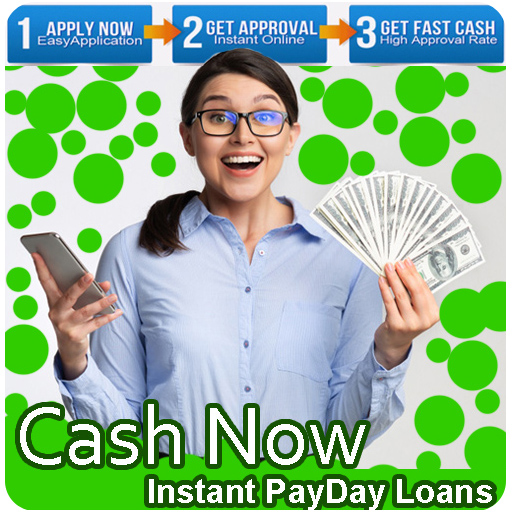 1 APPLY NOW
EasyApplication
2 GET APPROVAL
Instant Online
3 GET FAST CASH
High Approval Rate
Cash Now
Instant PayDay Loans